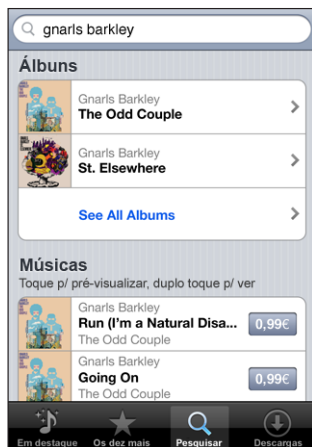 gnarls barkley
Álbuns
Gnarls Barkley
The Odd Couple
Gnarls Barkley
St. Elsewhere
See All Albums
Músicas
Toque p/ pré-visualizar, duplo toque p/ ver
Gnarls Barkley
Run (I'm a Natural Disa...
0,99€
The Odd Couple
Gnarls Barkley
Going On
0,99€
The Odd Couple
Em destaque Os dez mais Pesquisar Descargas